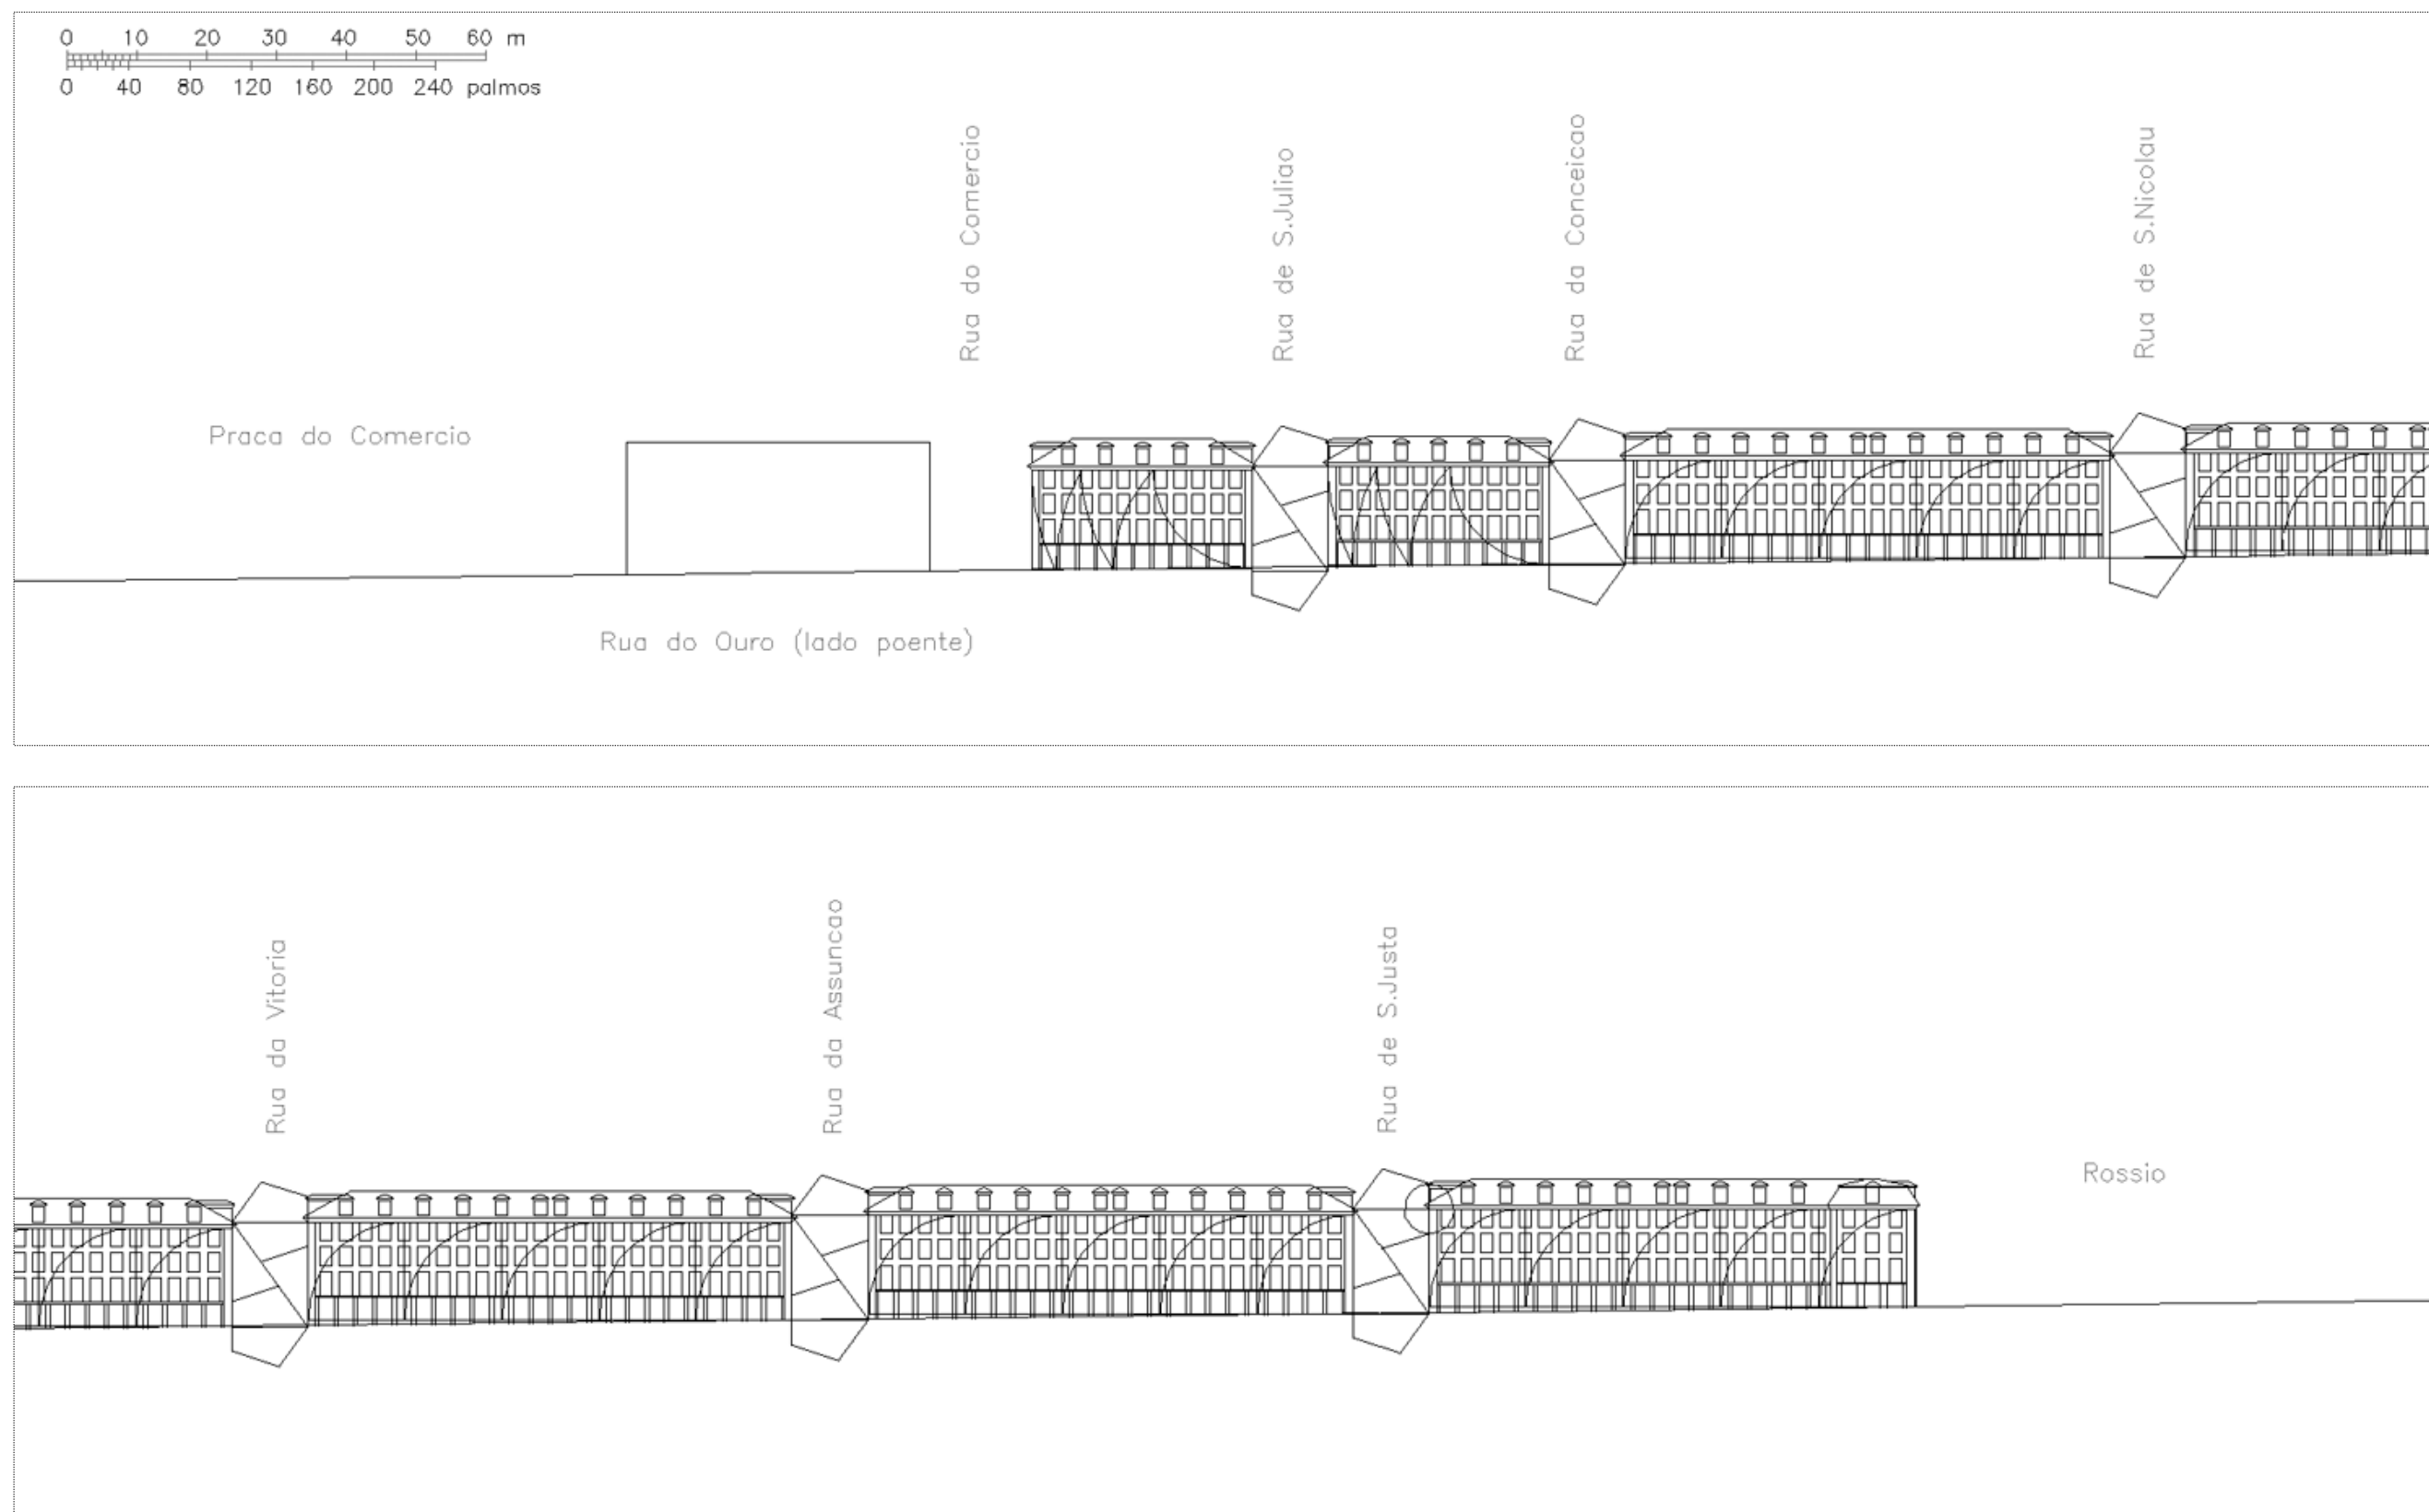 0 10 20 30 40 50 60 m
0 40 80 120 160 200 240 palmos
Rua do Comercio
Rua de S.Juliao
Rua da Conceicao
Rua de S.Nicolau
Praca do Comercio
Rua do Ouro (lado poente)
Rua da Vitoria
Rua da Assuncao
Rua de S.Justa
Rossio